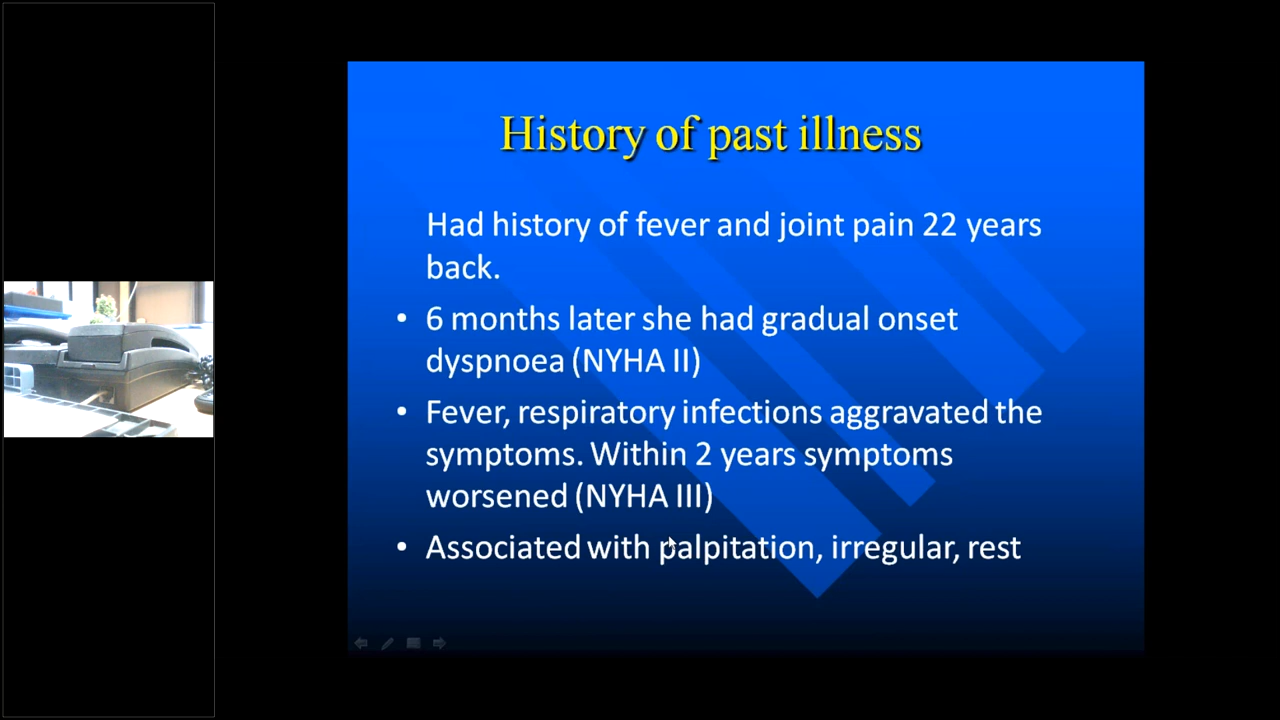 History of past illness
Had history of fever and joint pain 22 years
back.
• 6 months later she had gradual onset
dyspnoea (NYHA II)
• Fever, respiratory infections aggravated the
symptoms. Within 2 years symptoms
worsened (NYHA III)
• Associated with palpitation, irregular, rest